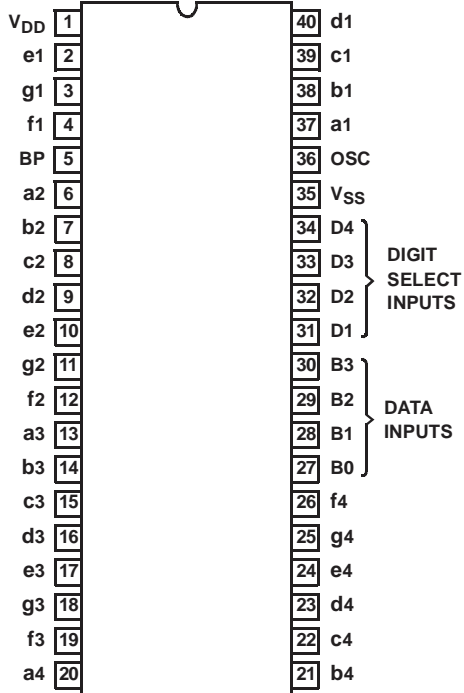 VDD 1 40 d1
e1 2 39 c1
g1 3 38 b1
f1 4 37 a1
BP 5 36 OSC
a2 6 35 VSS
b2 7 34 D4
c2 8 33 D3
d2 9 32 D2
e2 10 31 D1
DIGIT
SELECT
INPUTS
g2 11 30 B3
f2 12 29 B2
a3 13 28 B1
b3 14 27 B0
DATA
INPUTS
c3 15 26 f4
d3 16 25 g4
e3 17 24 e4
g3 18 23 d4
f3 19 22 c4
a4 20 21 b4